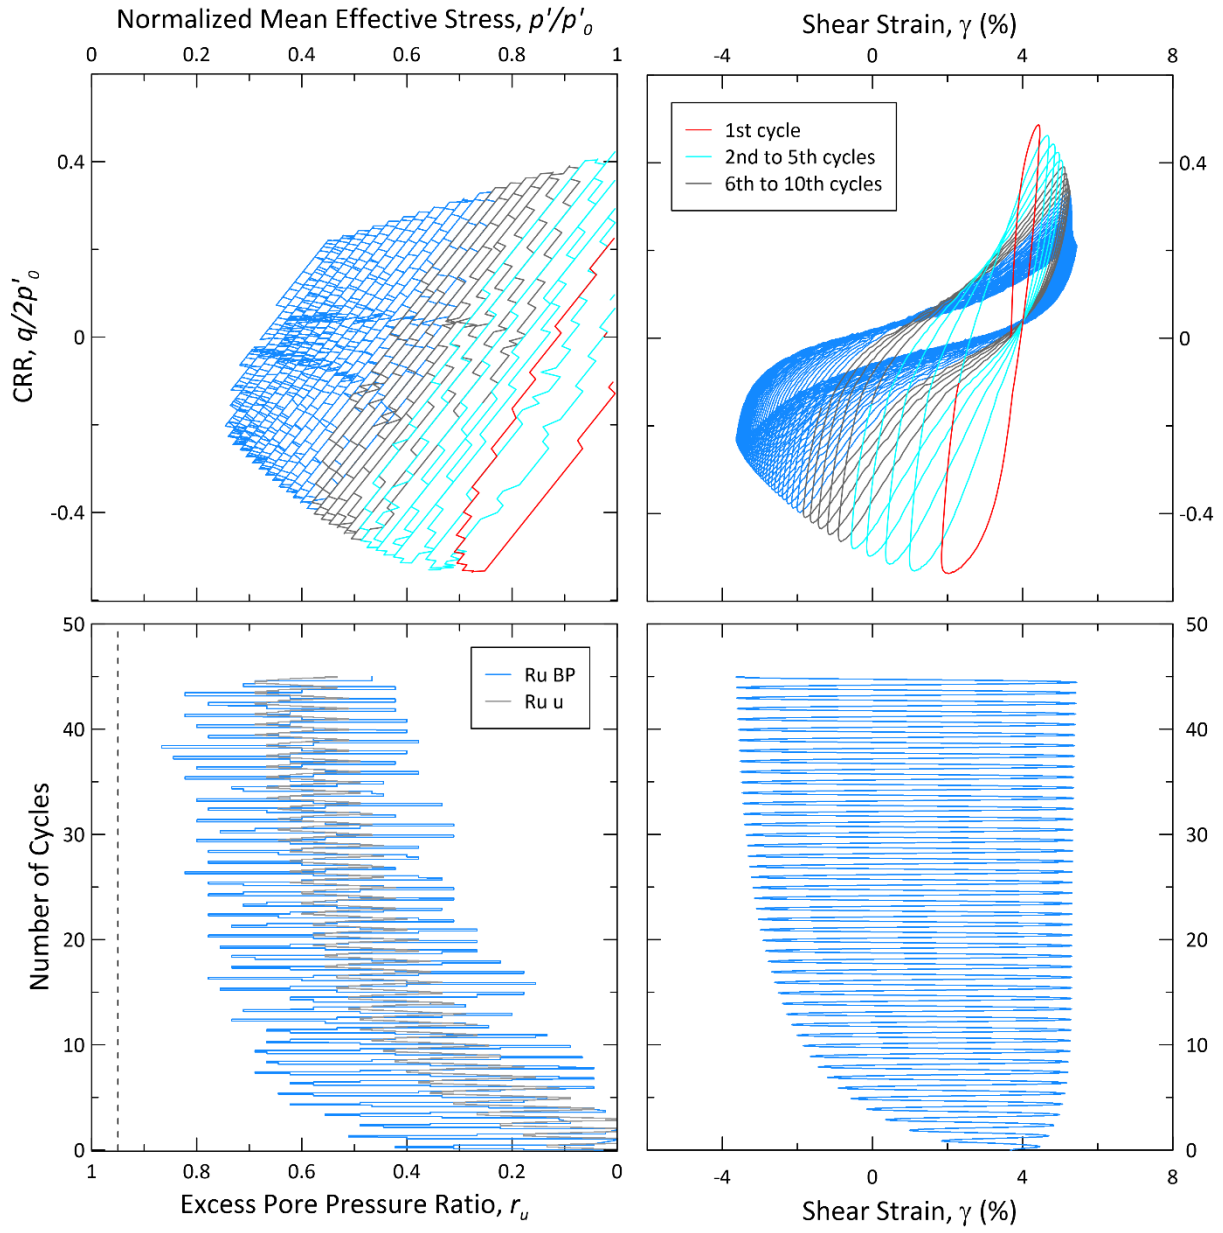 Normalized Mean Effective Stress, p'/p'₀
Shear Strain, γ (%)
0 0.2 0.4 0.6 0.8 1
-4 0 4 8
CRR, q/2p'₀
0.4
0
-0.4
1st cycle
2nd to 5th cycles
6th to 10th cycles
0.4
0
-0.4
Number of Cycles
50
40
30
20
10
0
Ru BP
Ru u
50
40
30
20
10
0
1 0.8 0.6 0.4 0.2 0
-4 0 4 8
Excess Pore Pressure Ratio, rᵤ
Shear Strain, γ (%)